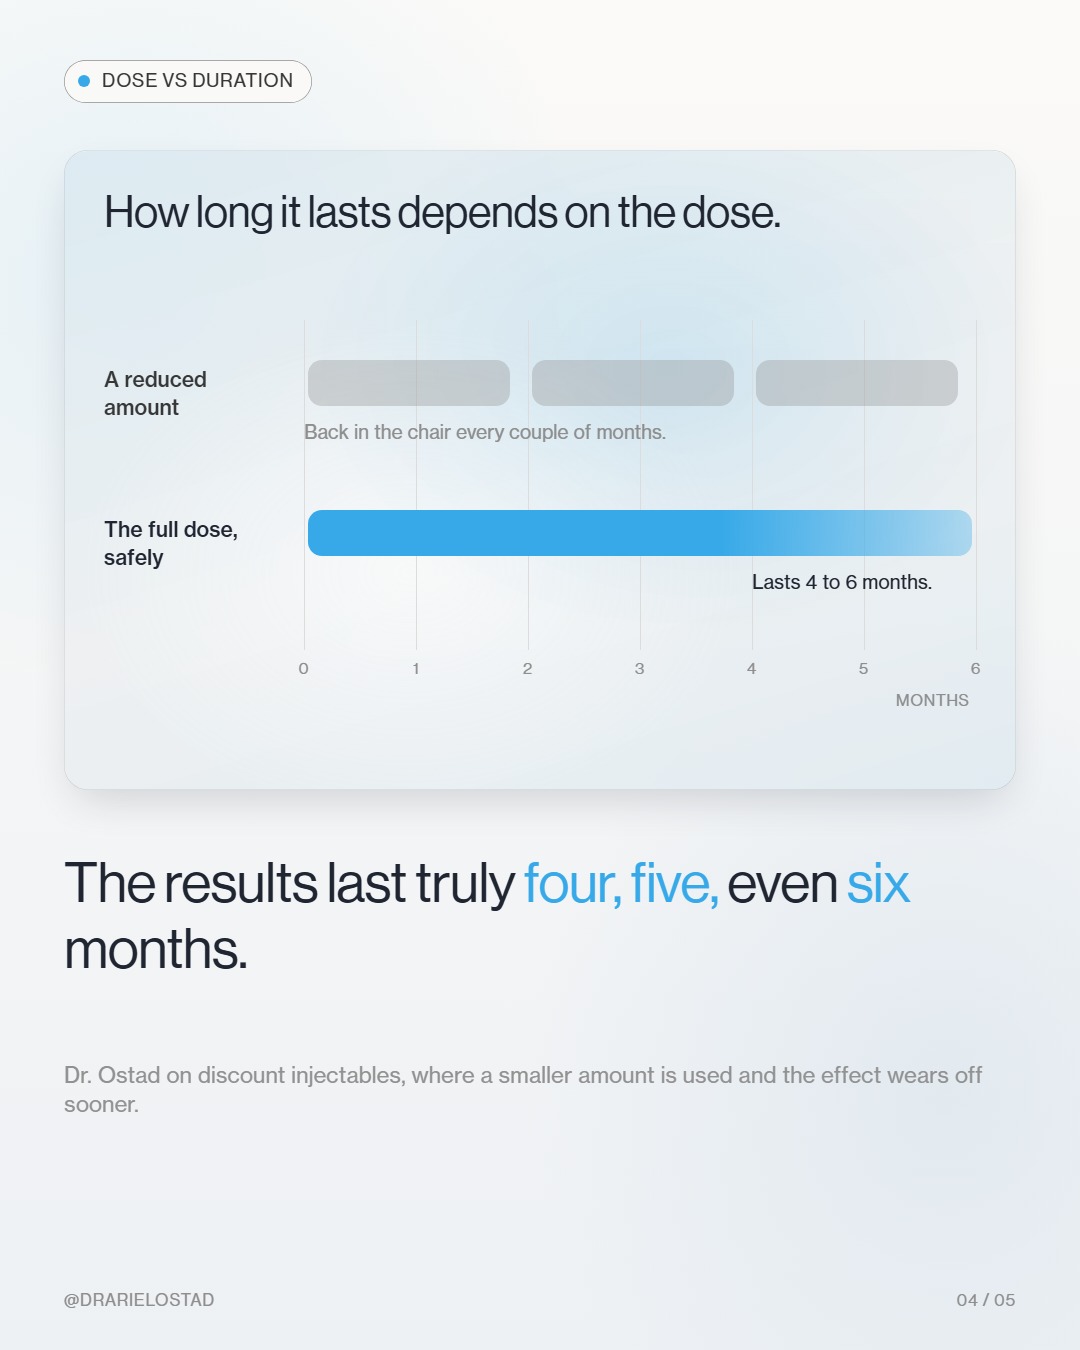 DOSE VS DURATION
How long it lasts depends on the dose.
A reduced
amount
Back in the chair every couple of months.
The full dose,
safely
Lasts 4 to 6 months.
0 1 2 3 4 5 6
MONTHS
The results last truly four, five, even six
months.
Dr. Ostad on discount injectables, where a smaller amount is used and the effect wears off
sooner.
@DRARIELOSTAD
04 / 05